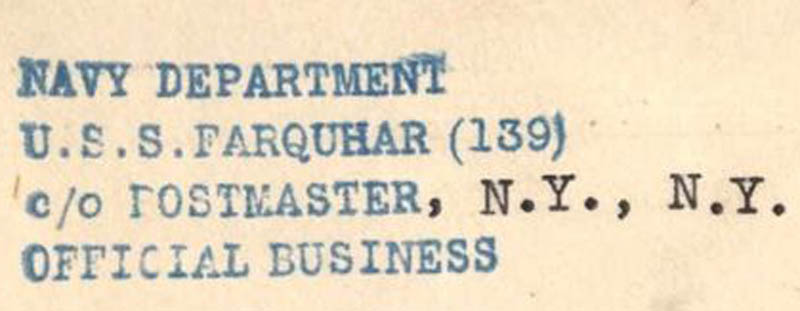 NAVY DEPARTMENT
U.S.S.FARQUHAR (139)
c/o POSTMASTER, N.Y., N.Y.
OFFICIAL BUSINESS